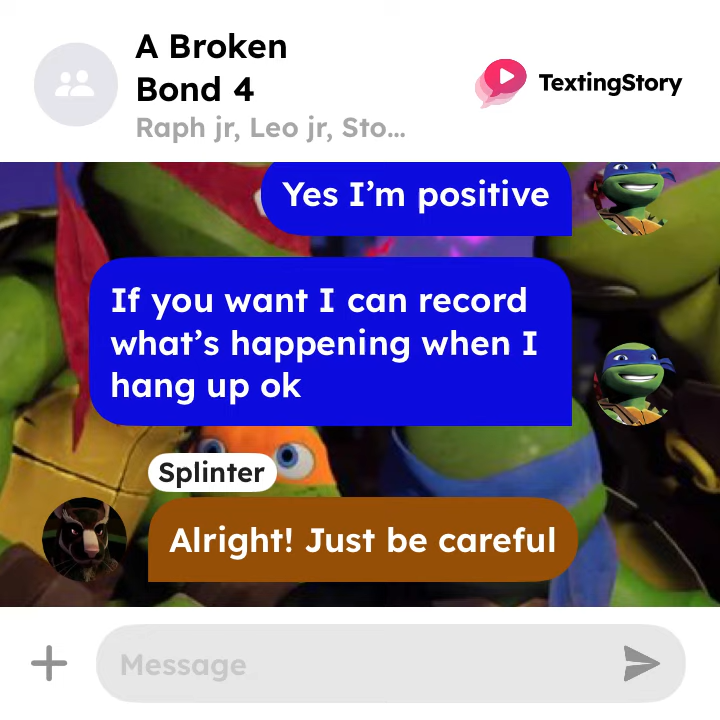 A Broken
Bond 4
Raph jr, Leo jr, Sto...
TextingStory
Yes I’m positive
If you want I can record
what’s happening when I
hang up ok
Splinter
Alright! Just be careful
Message